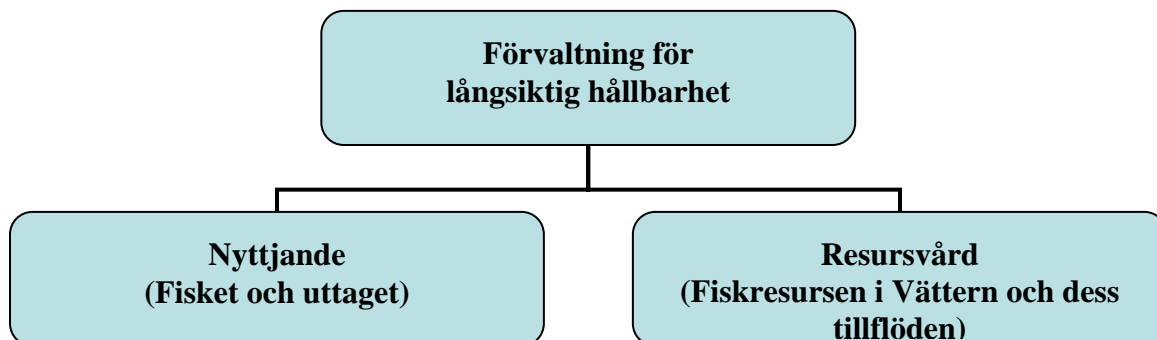 Förvaltning för
långsiktig hållbarhet
Nyttjande
(Fisket och uttaget)
Resursvård
(Fiskresursen i Vättern och dess
tillflöden)